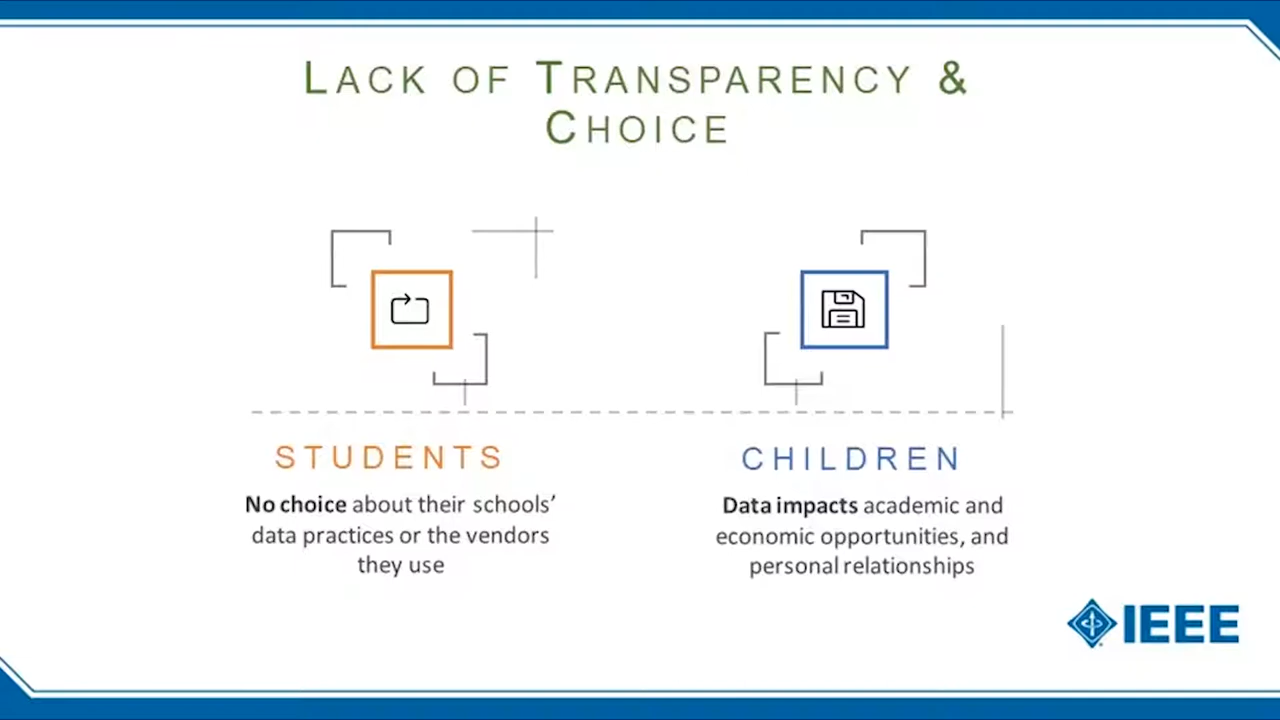 LACK OF TRANSPARENCY &
CHOICE
STUDENTS
No choice about their schools’
data practices or the vendors
they use
CHILDREN
Data impacts academic and
economic opportunities, and
personal relationships
IEEE